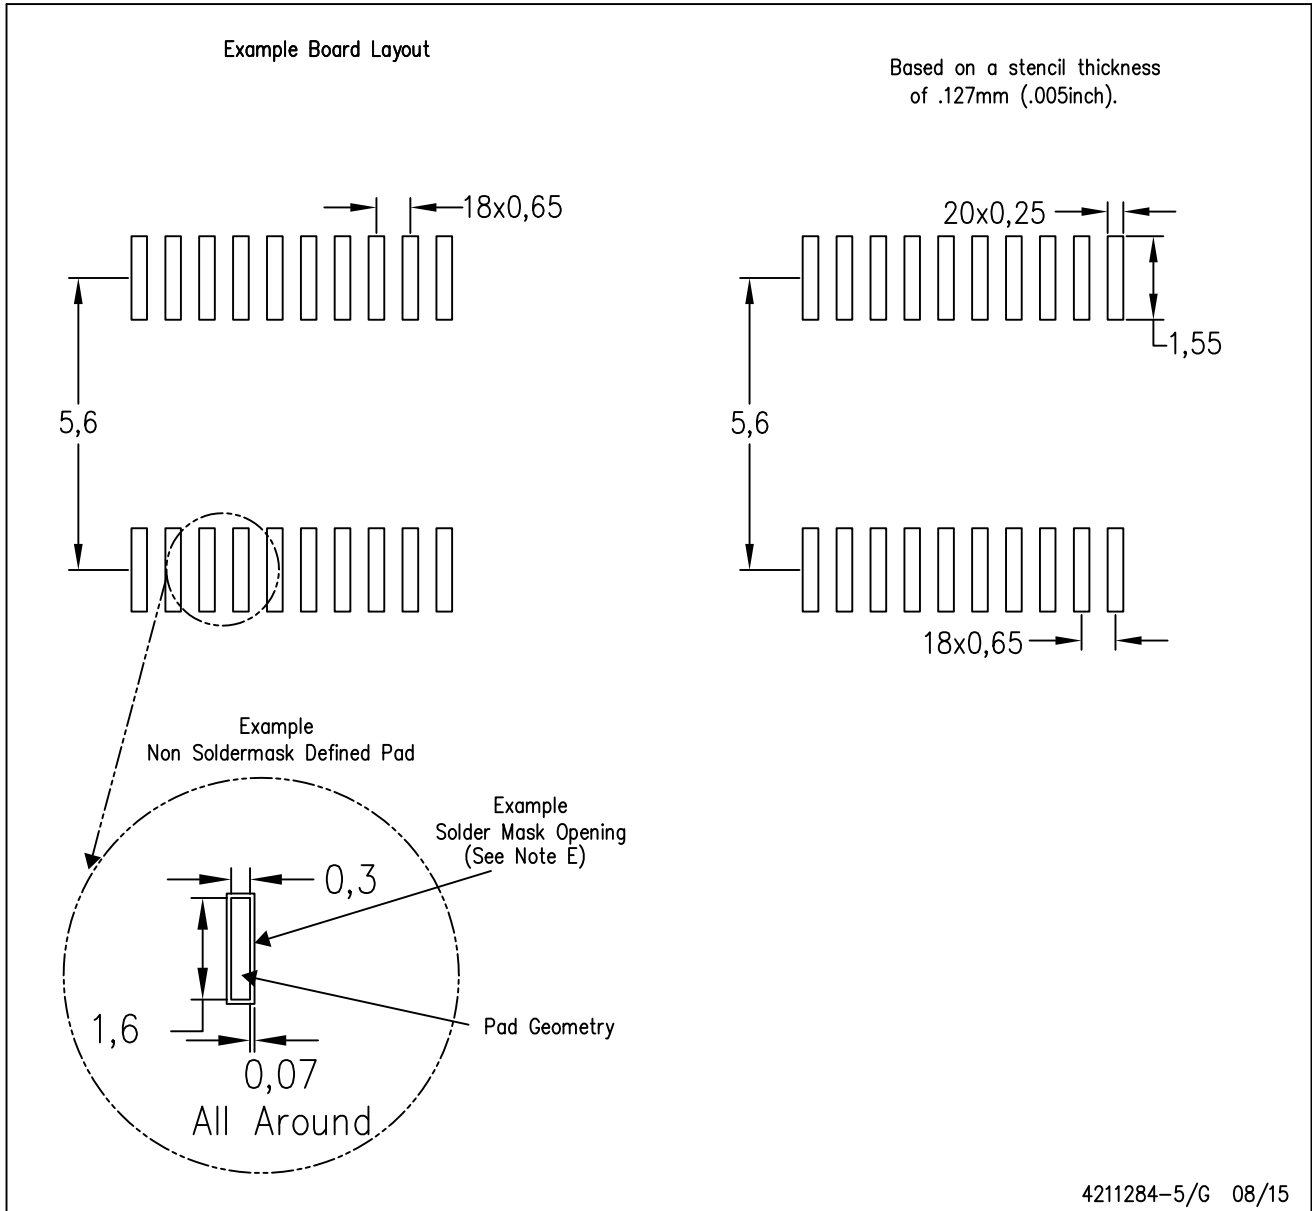 Example Board Layout
Based on a stencil thickness
of .127mm (.005inch).
18x0,65
20x0,25
1,55
5,6
5,6
18x0,65
Example
Non Soldermask Defined Pad
Example
Solder Mask Opening
(See Note E)
0,3
1,6
Pad Geometry
0,07
All Around
4211284-5/G 08/15